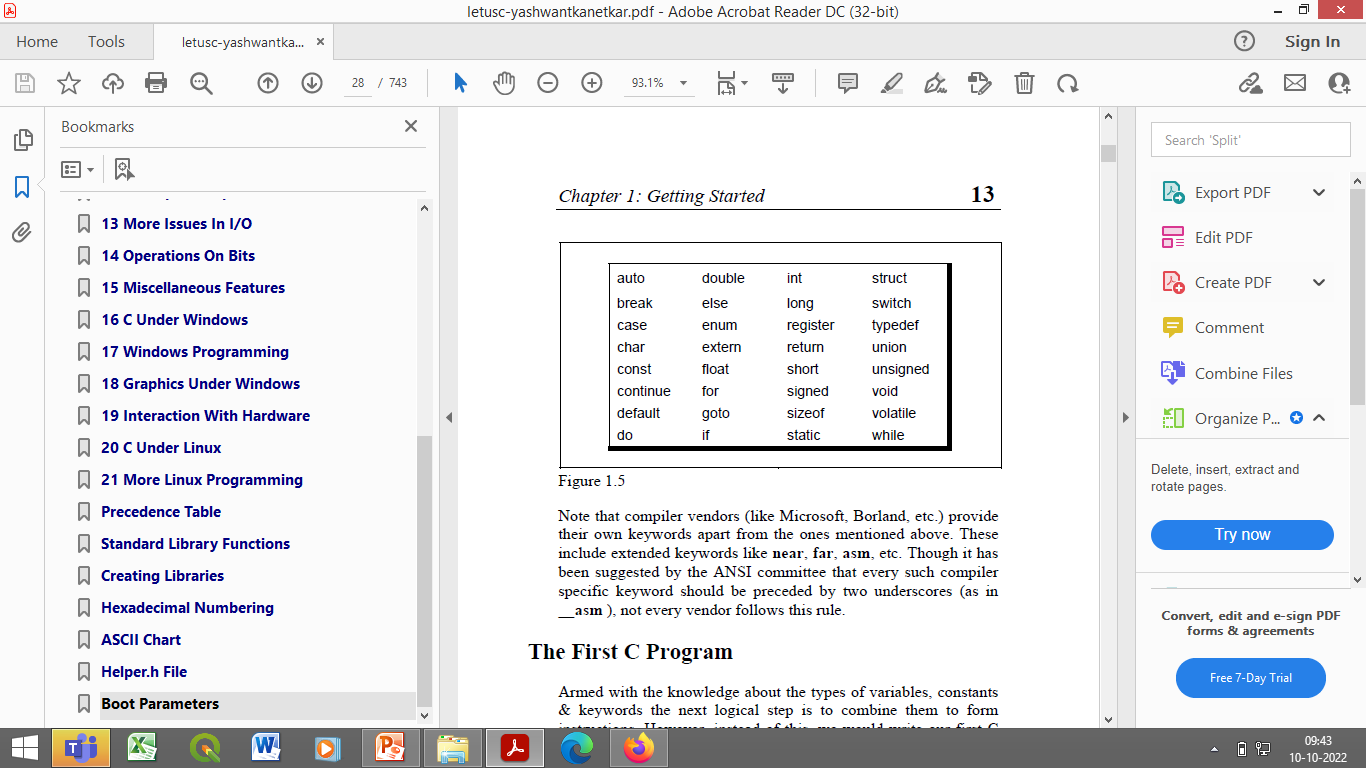 letusc-yashwantkanetkar.pdf - Adobe Acrobat Reader DC (32-bit)
Home Tools letusc-yashwantka... × Sign In
28 / 743 93.1%
Bookmarks
13 More Issues In I/O
14 Operations On Bits
15 Miscellaneous Features
16 C Under Windows
17 Windows Programming
18 Graphics Under Windows
19 Interaction With Hardware
20 C Under Linux
21 More Linux Programming
Precedence Table
Standard Library Functions
Creating Libraries
Hexadecimal Numbering
ASCII Chart
Helper.h File
Boot Parameters
Chapter 1: Getting Started 13
auto double int struct
break else long switch
case enum register typedef
char extern return union
const float short unsigned
continue for signed void
default goto sizeof volatile
do if static while
Figure 1.5
Note that compiler vendors (like Microsoft, Borland, etc.) provide
their own keywords apart from the ones mentioned above. These
include extended keywords like near, far, asm, etc. Though it has
been suggested by the ANSI committee that every such compiler
specific keyword should be preceded by two underscores (as in
__asm ), not every vendor follows this rule.
The First C Program
Armed with the knowledge about the types of variables, constants
& keywords the next logical step is to combine them to form
Search 'Split'
Export PDF
Edit PDF
Create PDF
Comment
Combine Files
Organize P...
Delete, insert, extract and
rotate pages.
Try now
Convert, edit and e-sign PDF
forms & agreements
Free 7-Day Trial
09:43
10-10-2022